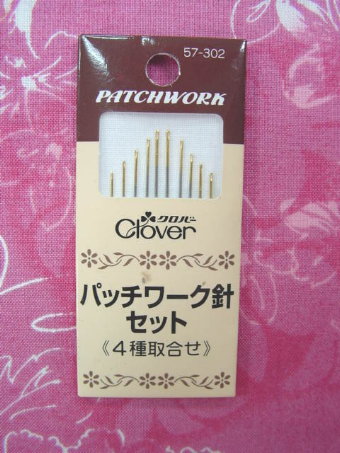 57-302
PATCHWORK
クロバー
Clover
パッチワーク針
セット
《4種取合せ》